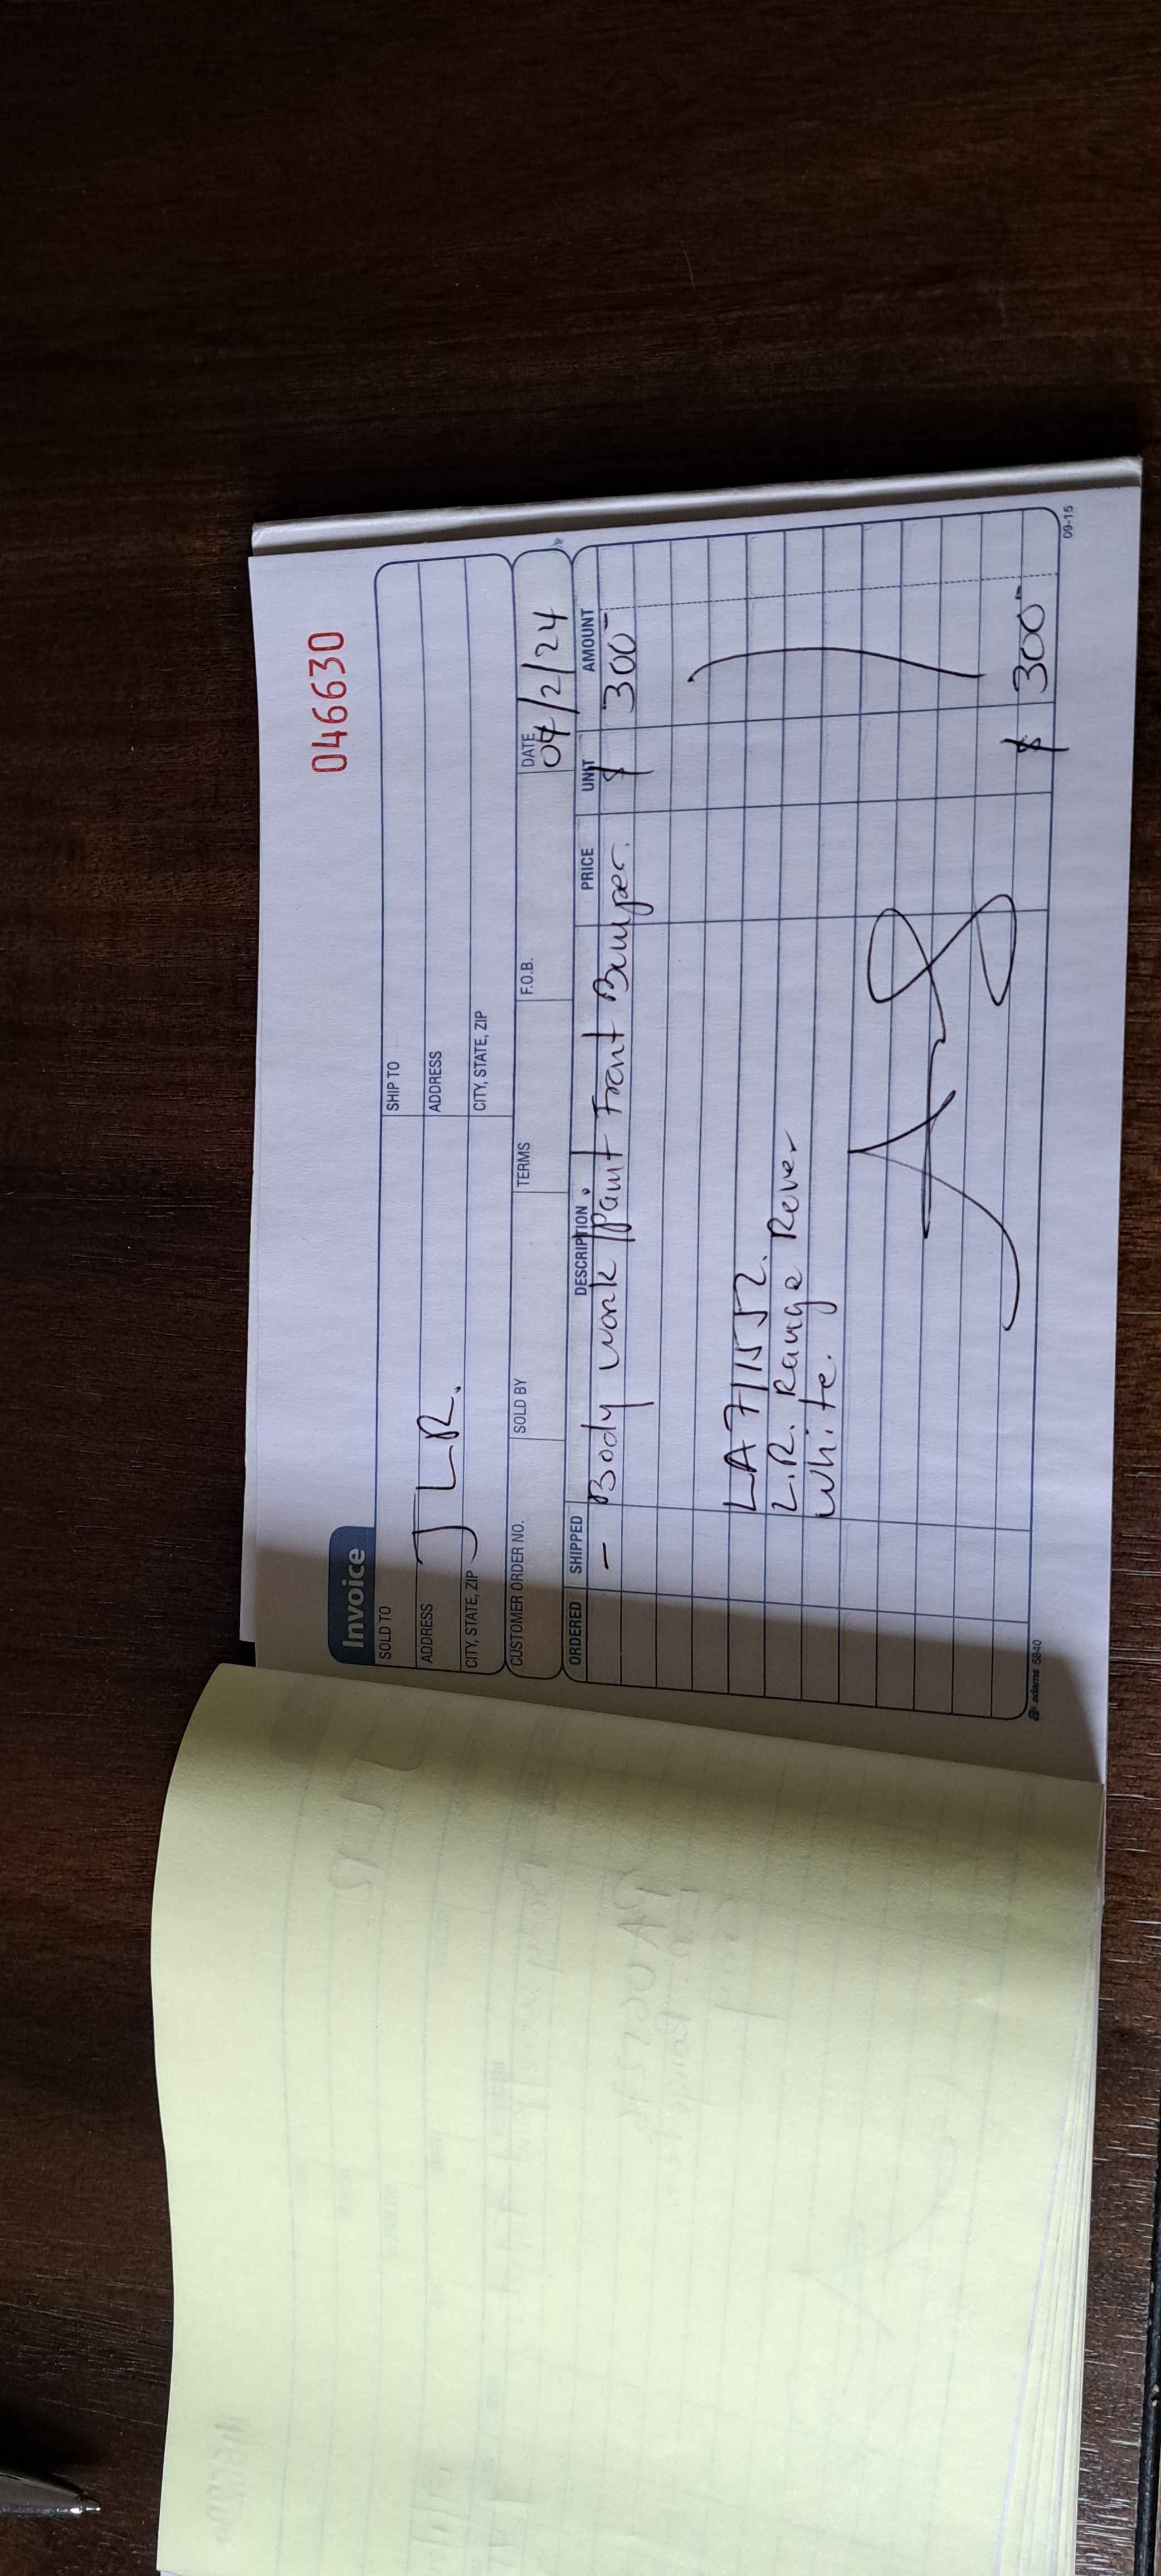 046630
Invoice
SOLD TO
SHIP TO
ADDRESS
ADDRESS
JLR.
CITY, STATE, ZIP
CITY, STATE, ZIP
CUSTOMER ORDER NO. SOLD BY TERMS F.O.B. DATE
04/2/24
ORDERED SHIPPED DESCRIPTION PRICE UNIT AMOUNT
– Body work / Paint Front Bumper. $ 300-
LA711552.
L.R. Range Rover
White.
$ 300-
adams 5840
09-15